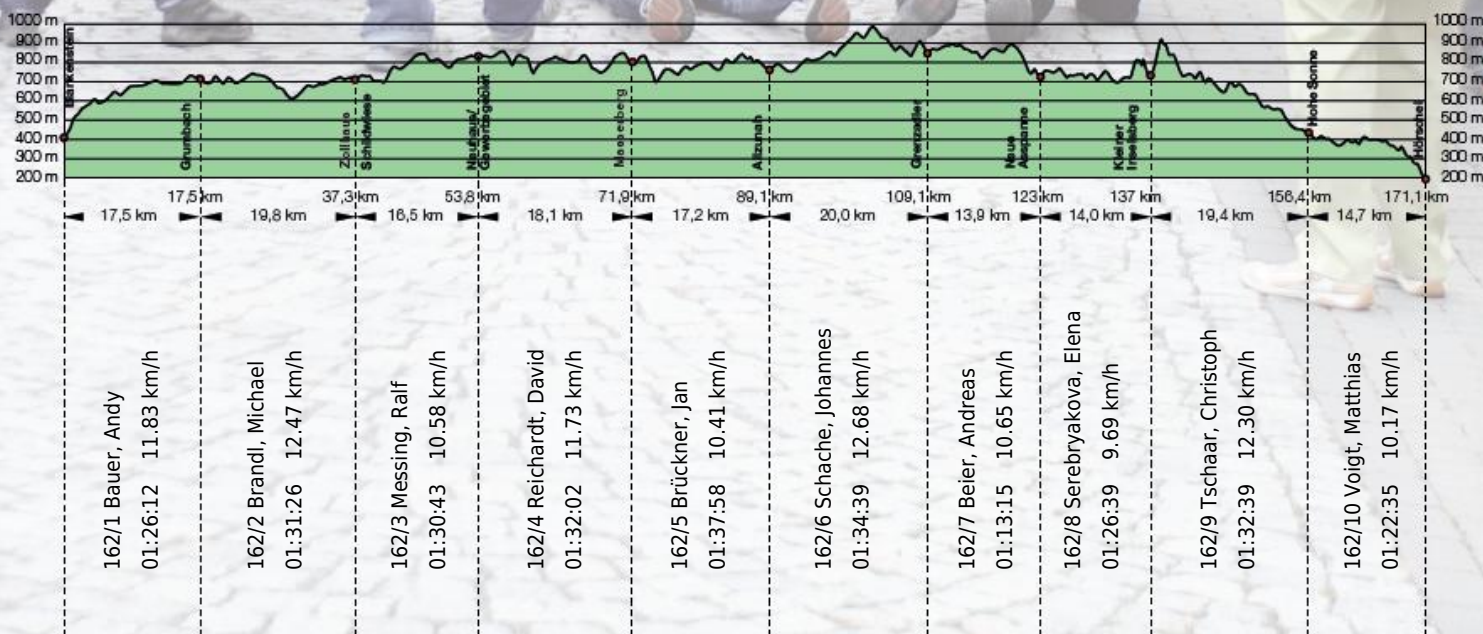 1000 m
900 m
800 m
700 m
600 m
500 m
400 m
300 m
200 m
1000 m
900 m
800 m
700 m
600 m
500 m
400 m
300 m
200 m
Blankenstein
Grumbach
Zollhaus
Schildwiese
Neuhaus/
Masserberg
Allzunah
Grenzadler
Neue
Ausspanne
Kleiner
Inselsberg
Hohe Sonne
Hörschel
17,5 km
37,3 km
53,8 km
71,9 km
89,1 km
109,1 km
123 km
137 km
156,4 km
171,1 km
17,5 km
19,8 km
16,5 km
18,1 km
17,2 km
20,0 km
13,9 km
14,0 km
19,4 km
14,7 km
162/1 Bauer, Andy
01:26:12 11.83 km/h
162/2 Brandl, Michael
01:31:26 12.47 km/h
162/3 Messing, Ralf
01:30:43 10.58 km/h
162/4 Reichardt, David
01:32:02 11.73 km/h
162/5 Brückner, Jan
01:37:58 10.41 km/h
162/6 Schache, Johannes
01:34:39 12.68 km/h
162/7 Beier, Andreas
01:13:15 10.65 km/h
162/8 Serebryakova, Elena
01:26:39 9.69 km/h
162/9 Tschaar, Christoph
01:32:39 12.30 km/h
162/10 Voigt, Matthias
01:22:35 10.17 km/h